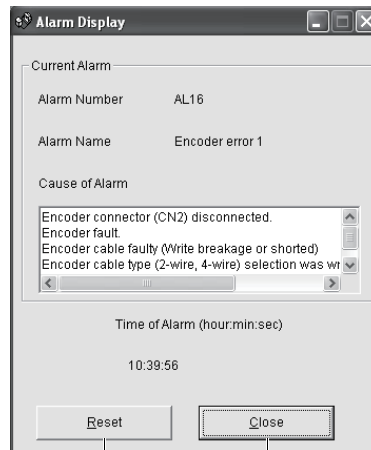 Alarm Display
Current Alarm
Alarm Number AL16
Alarm Name Encoder error 1
Cause of Alarm
Encoder connector (CN2) disconnected.
Encoder fault.
Encoder cable faulty (Write breakage or shorted)
Encoder cable type (2-wire, 4-wire) selection was wr
Time of Alarm (hour:min:sec)
10:39:56
Reset Close